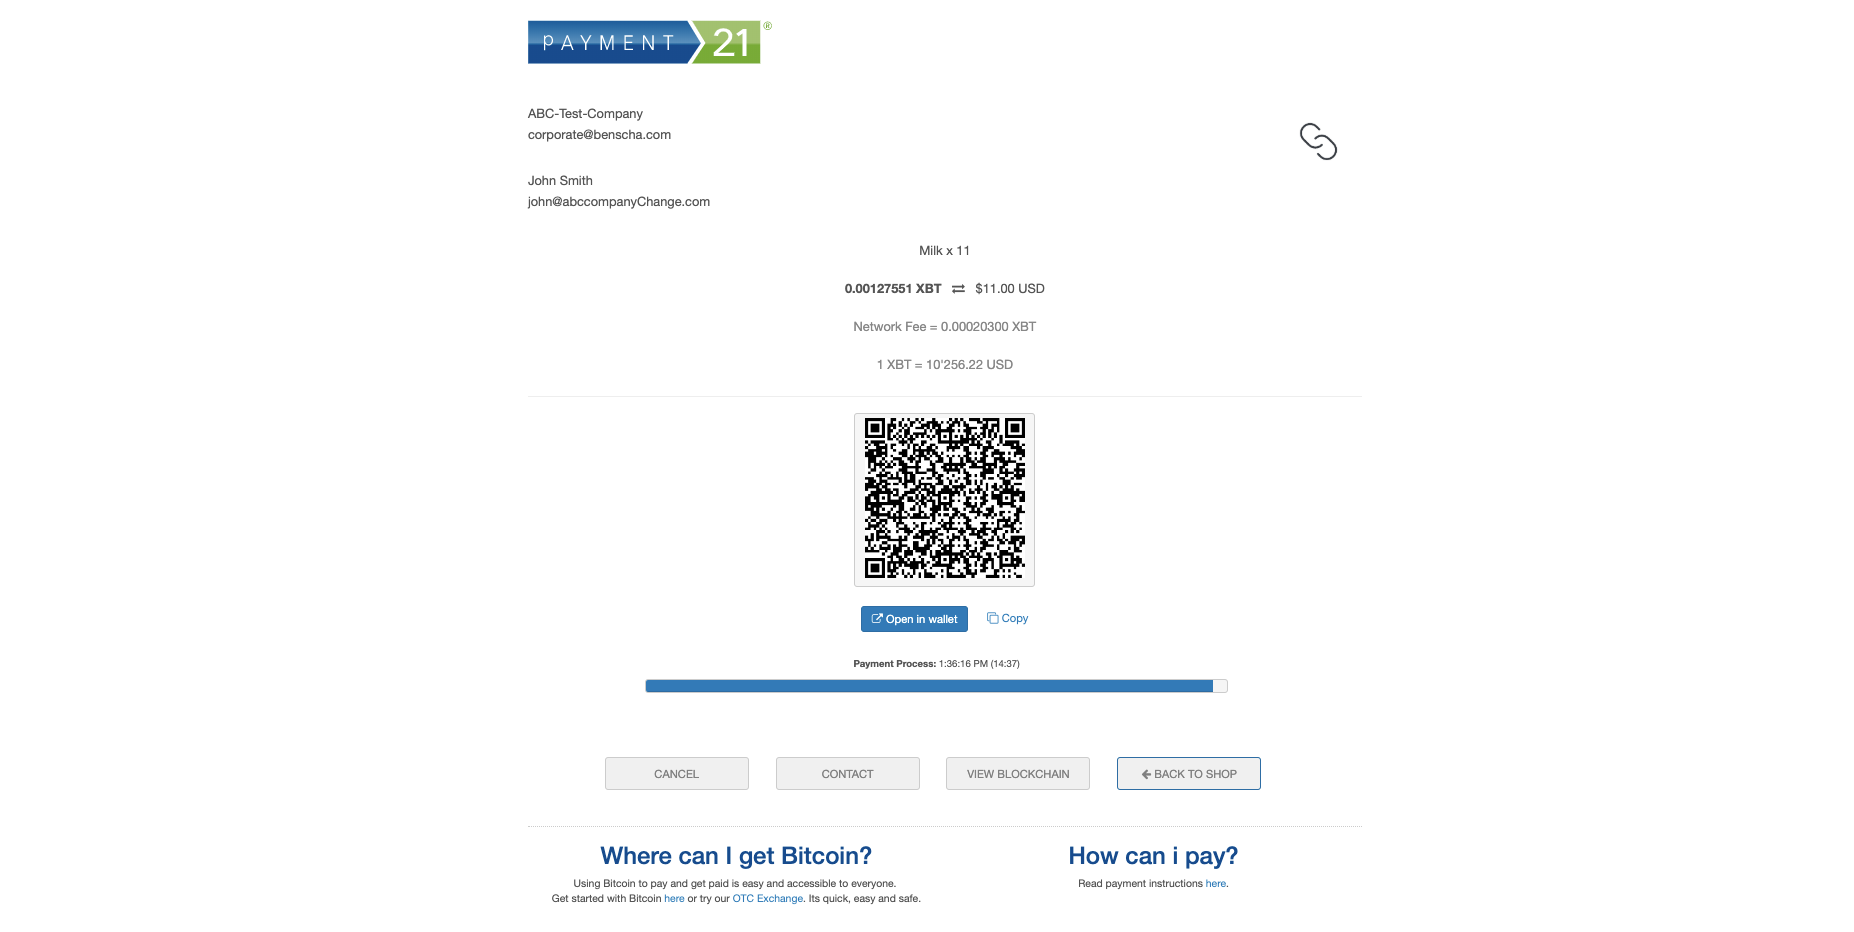 PAYMENT 21®
ABC-Test-Company
corporate@benscha.com
John Smith
john@abccompanyChange.com
Milk x 11
0.00127551 XBT ⇄ $11.00 USD
Network Fee = 0.00020300 XBT
1 XBT = 10'256.22 USD
Open in wallet Copy
Payment Process: 1:36:16 PM (14:37)
CANCEL CONTACT VIEW BLOCKCHAIN BACK TO SHOP
Where can I get Bitcoin?
Using Bitcoin to pay and get paid is easy and accessible to everyone.
Get started with Bitcoin here or try our OTC Exchange. Its quick, easy and safe.
How can i pay?
Read payment instructions here.